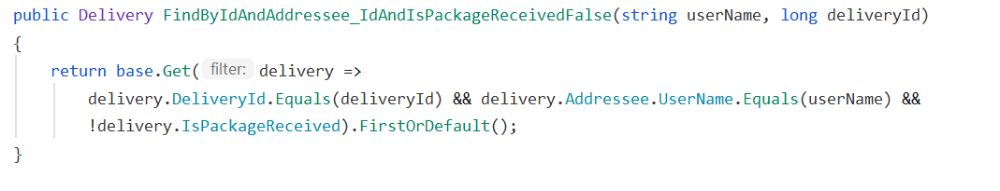 public Delivery FindByIdAndAddressee_IdAndIsPackageReceivedFalse(string userName, long deliveryId)
{
return base.Get( filter: delivery =>
delivery.DeliveryId.Equals(deliveryId) && delivery.Addressee.UserName.Equals(userName) &&
!delivery.IsPackageReceived).FirstOrDefault();
}